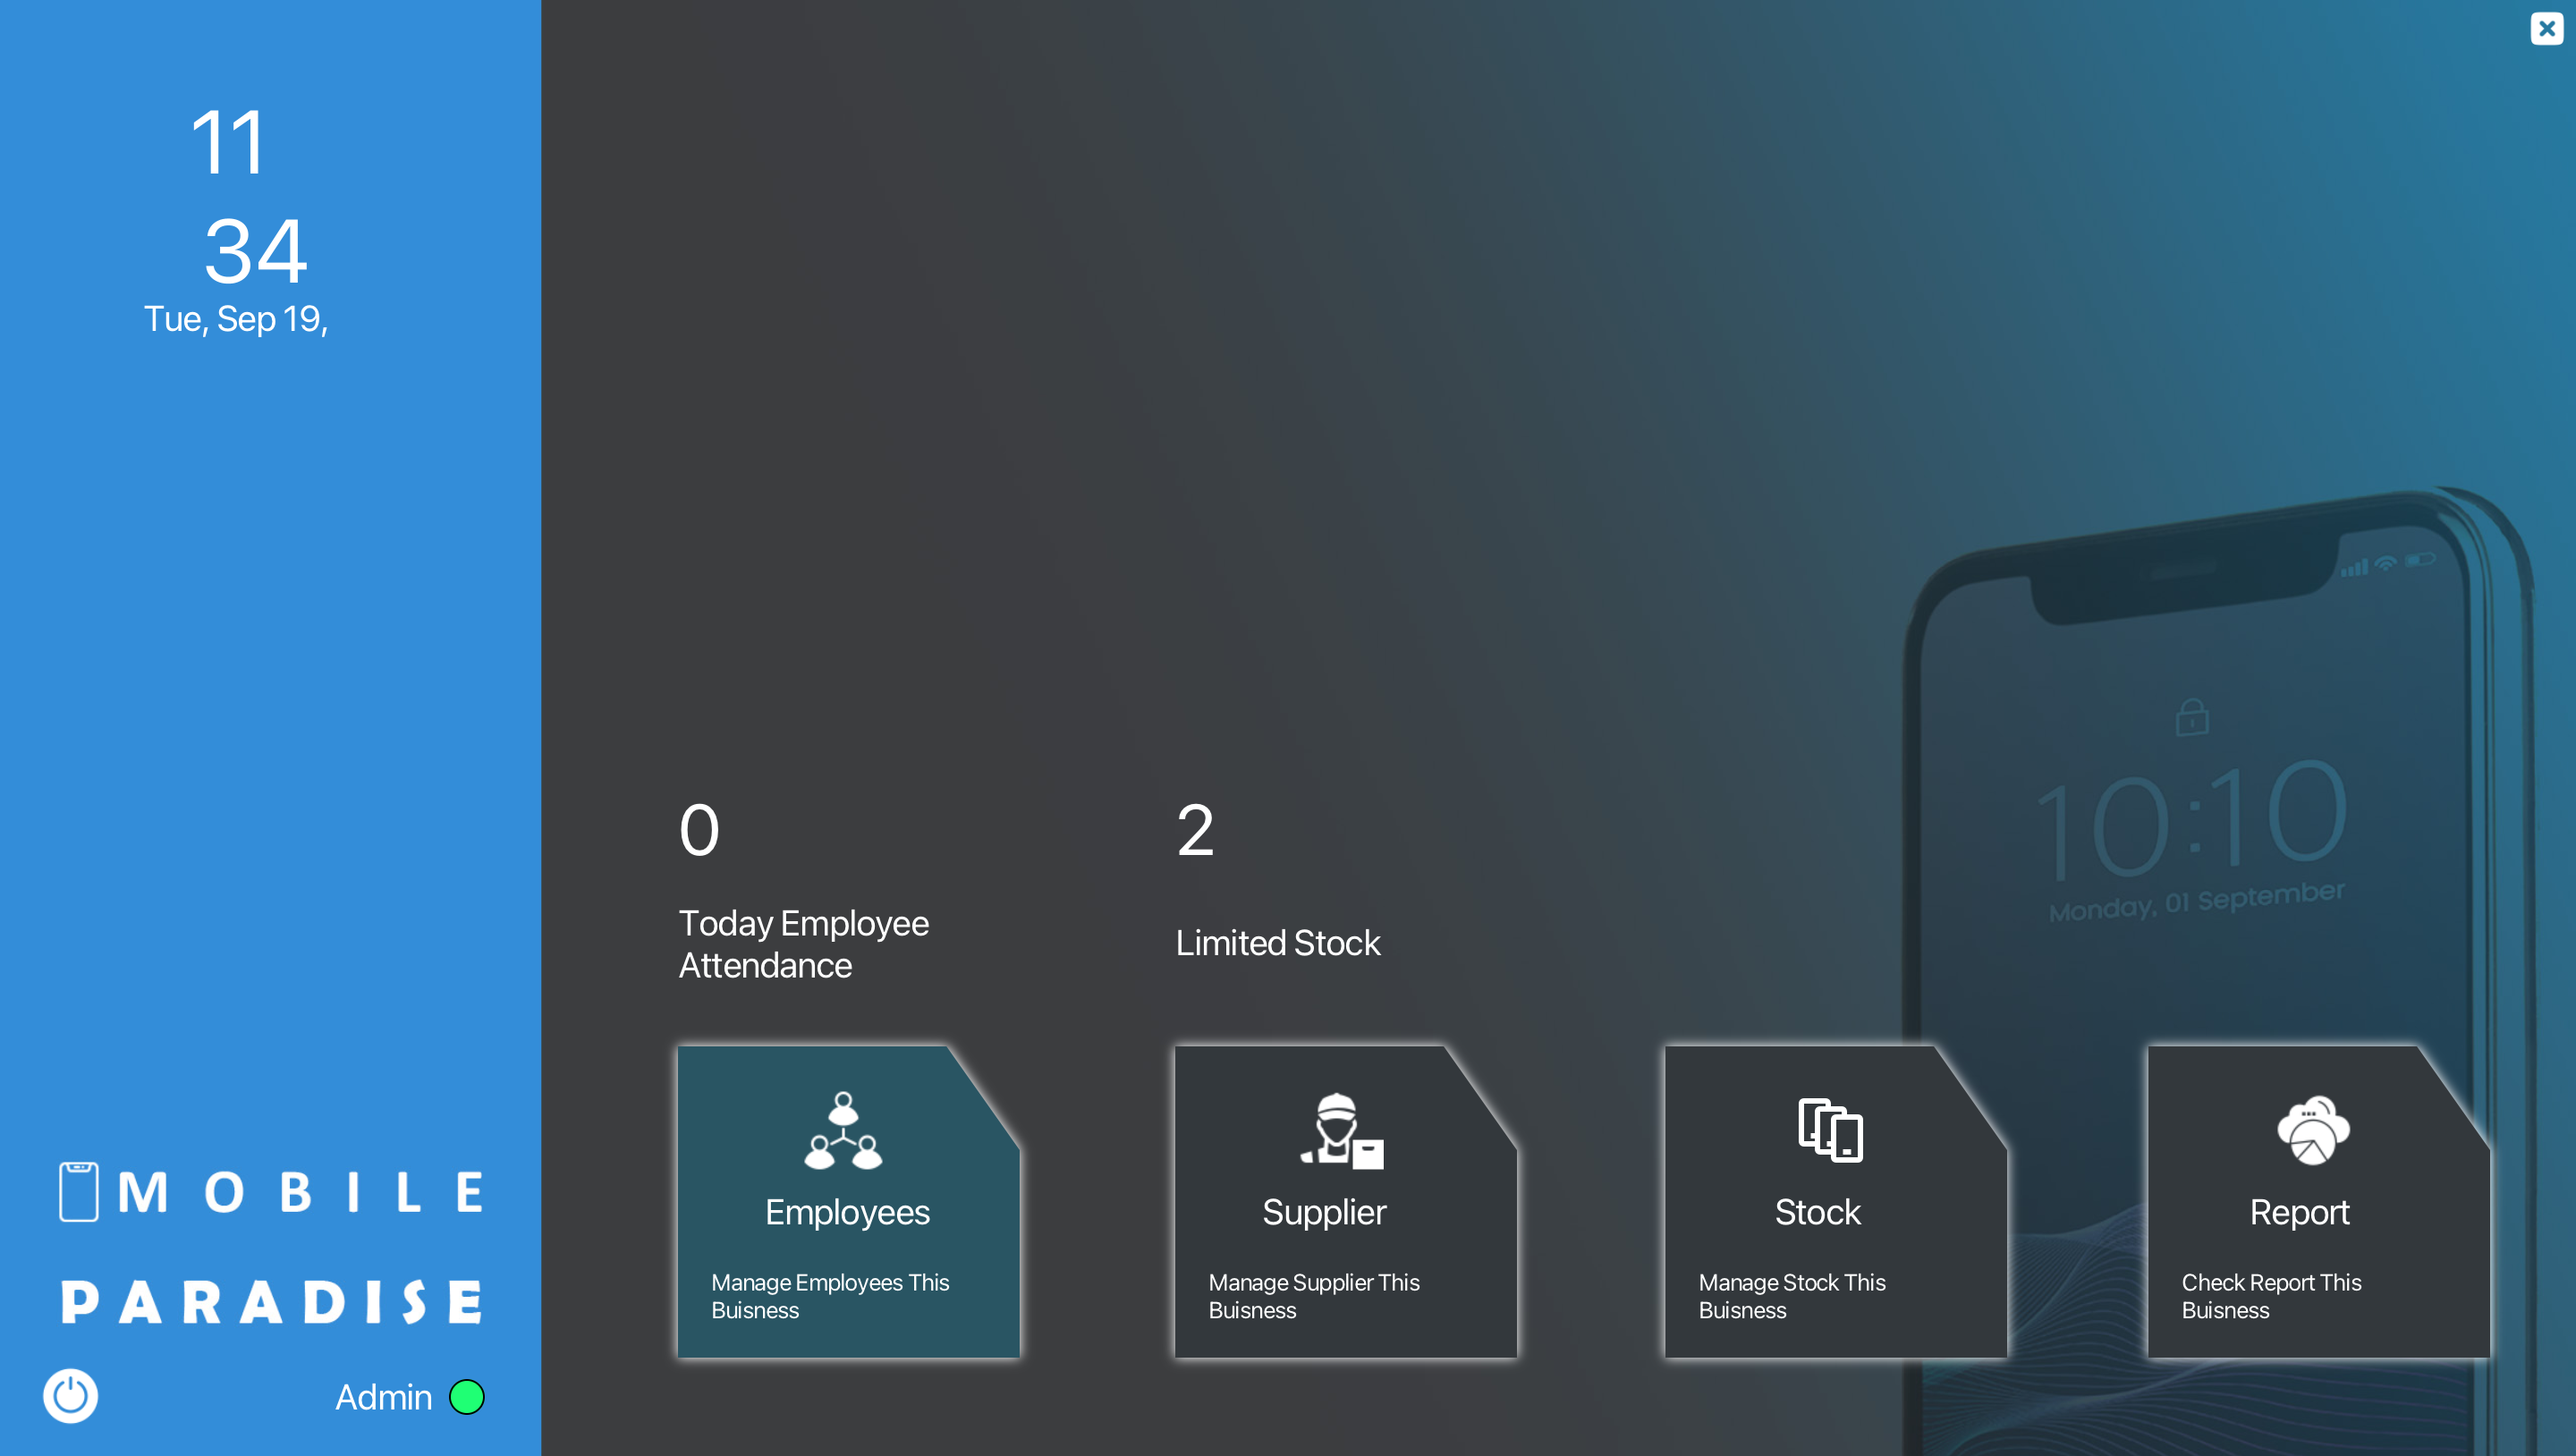 11
34
Tue, Sep 19,
MOBILE
PARADISE
Admin
10:10
Monday, 01 September
0
2
Today Employee
Attendance
Limited Stock
Employees
Manage Employees This
Buisness
Supplier
Manage Supplier This
Buisness
Stock
Manage Stock This
Buisness
Report
Check Report This
Buisness